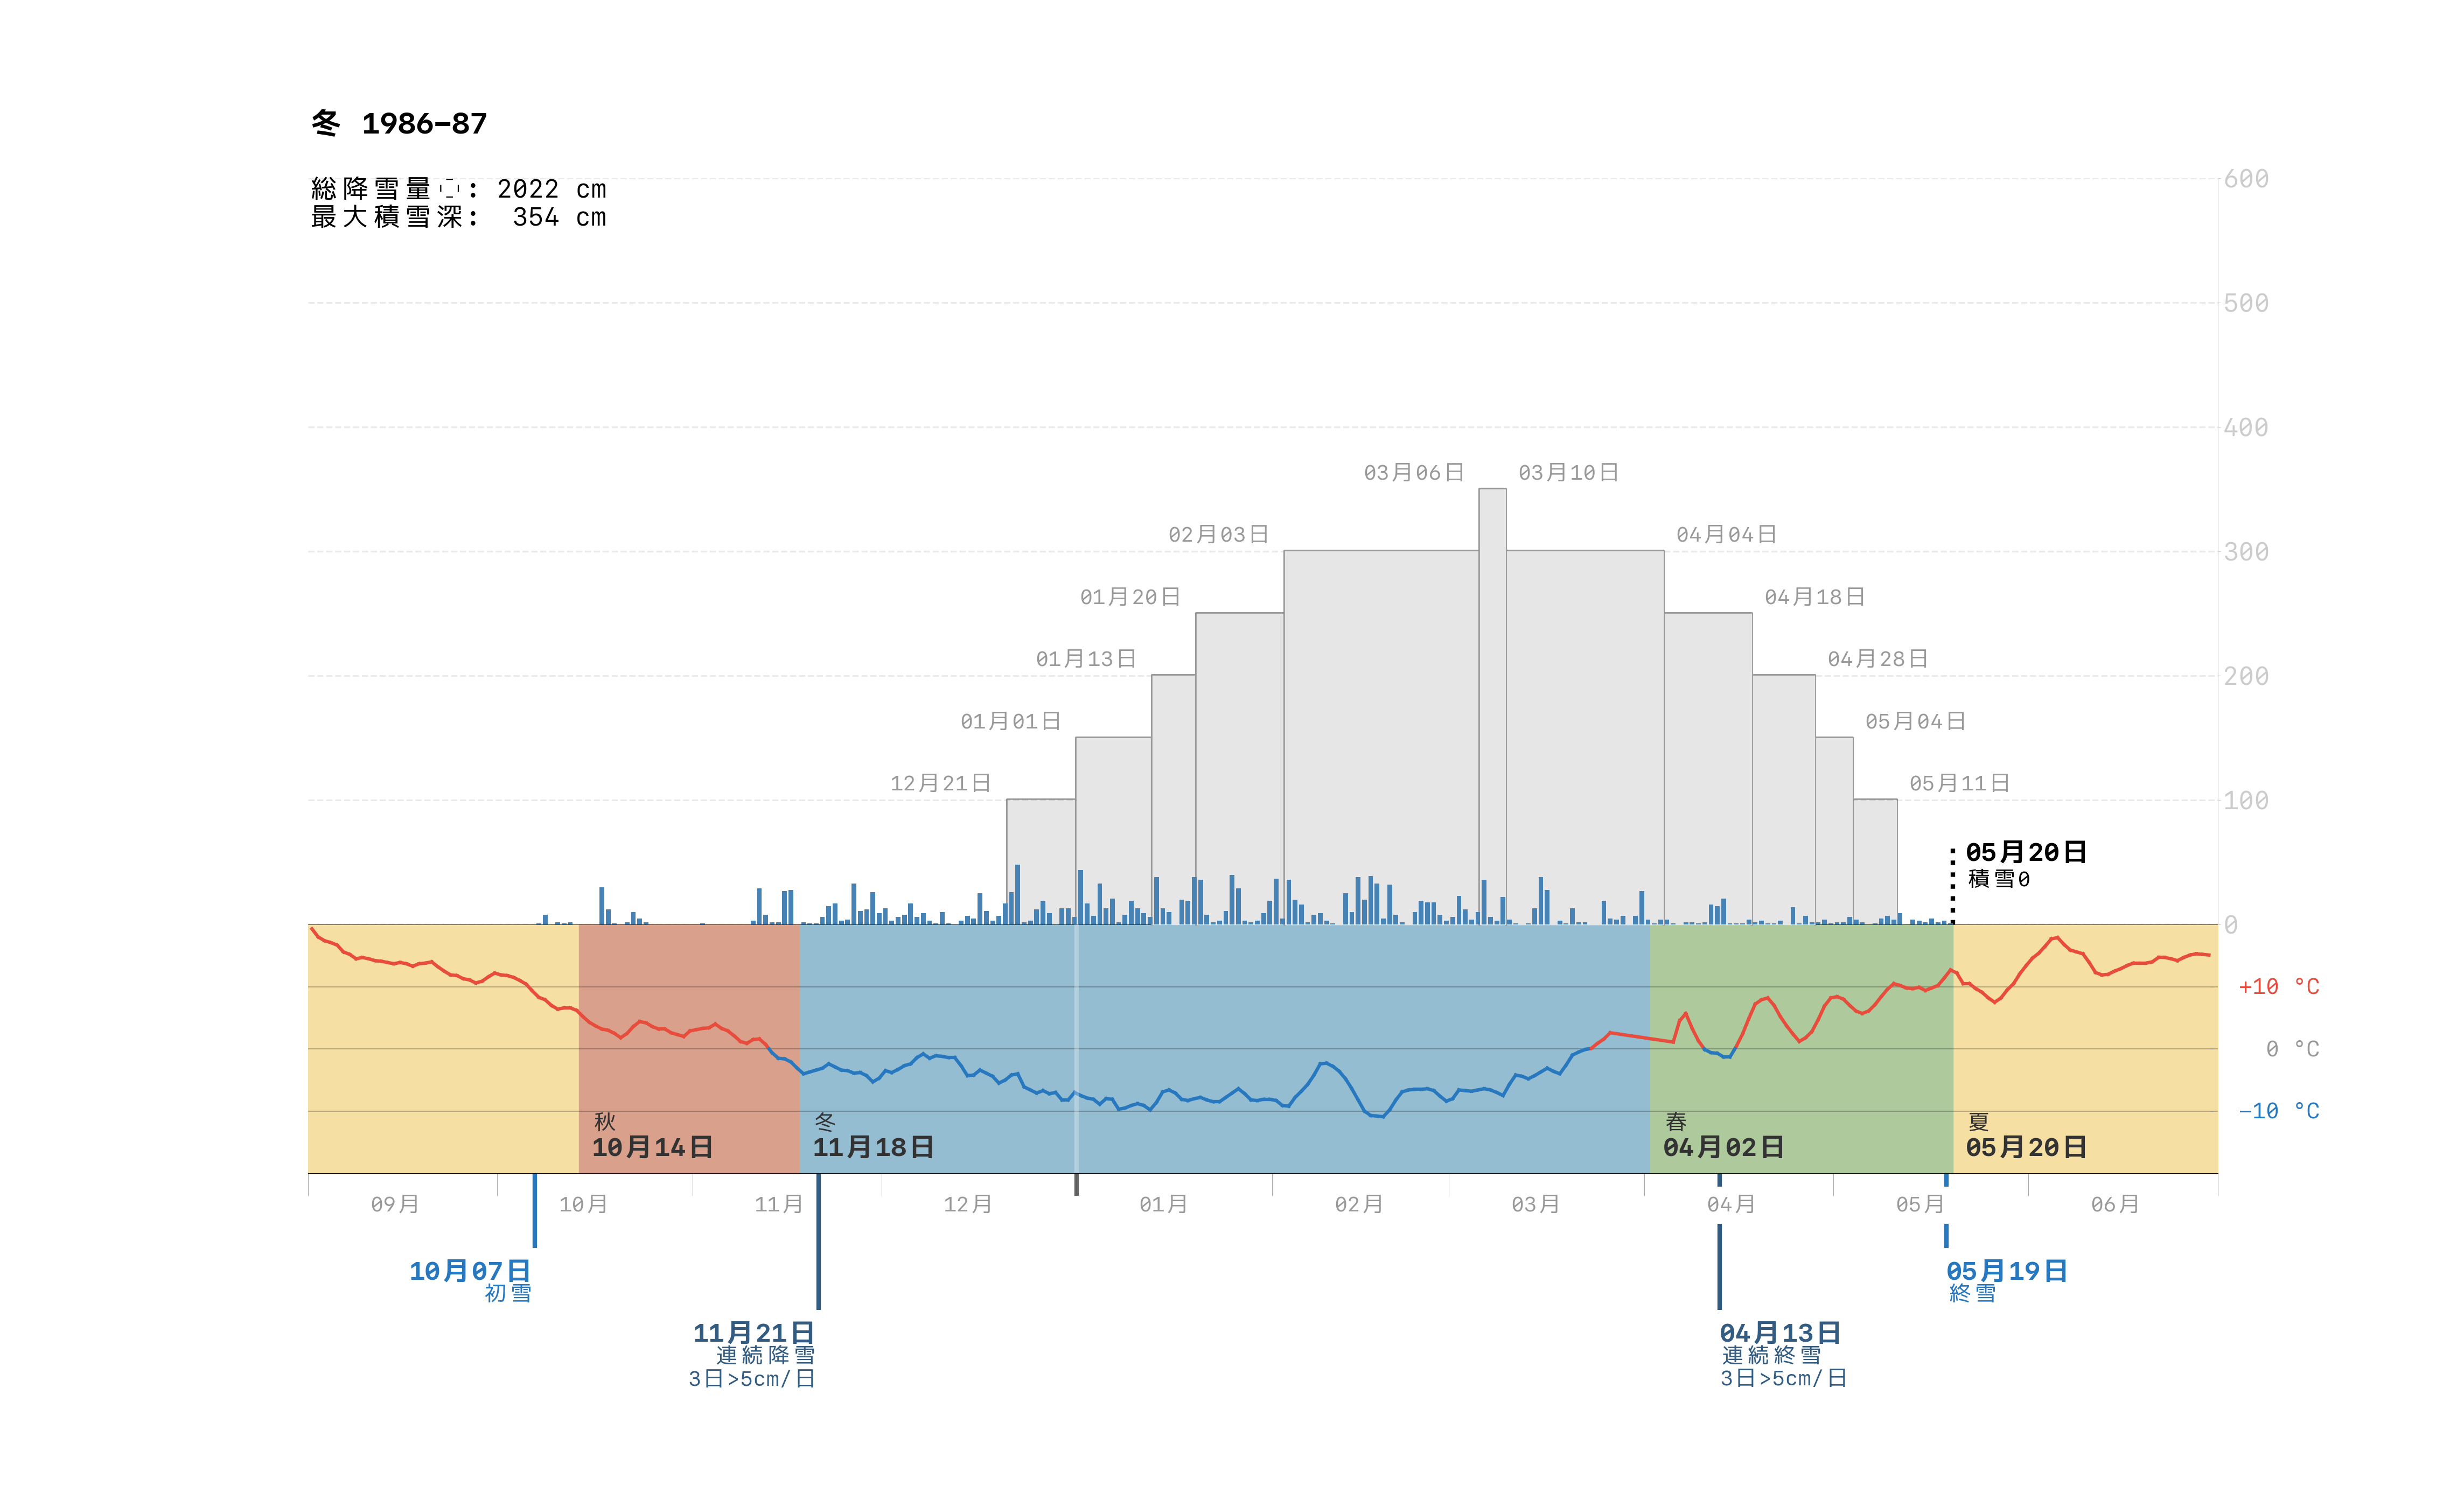 冬 1986–87
総降雪量: 2022 cm
最大積雪深: 354 cm
600
500
400
300
200
100
0
03月06日
03月10日
02月03日
04月04日
01月20日
04月18日
01月13日
04月28日
01月01日
05月04日
12月21日
05月11日
05月20日
積雪0
+10 °C
0 °C
−10 °C
秋
10月14日
冬
11月18日
春
04月02日
夏
05月20日
09月
10月
11月
12月
01月
02月
03月
04月
05月
06月
10月07日
初雪
05月19日
終雪
11月21日
連続降雪
3日>5cm/日
04月13日
連続終雪
3日>5cm/日